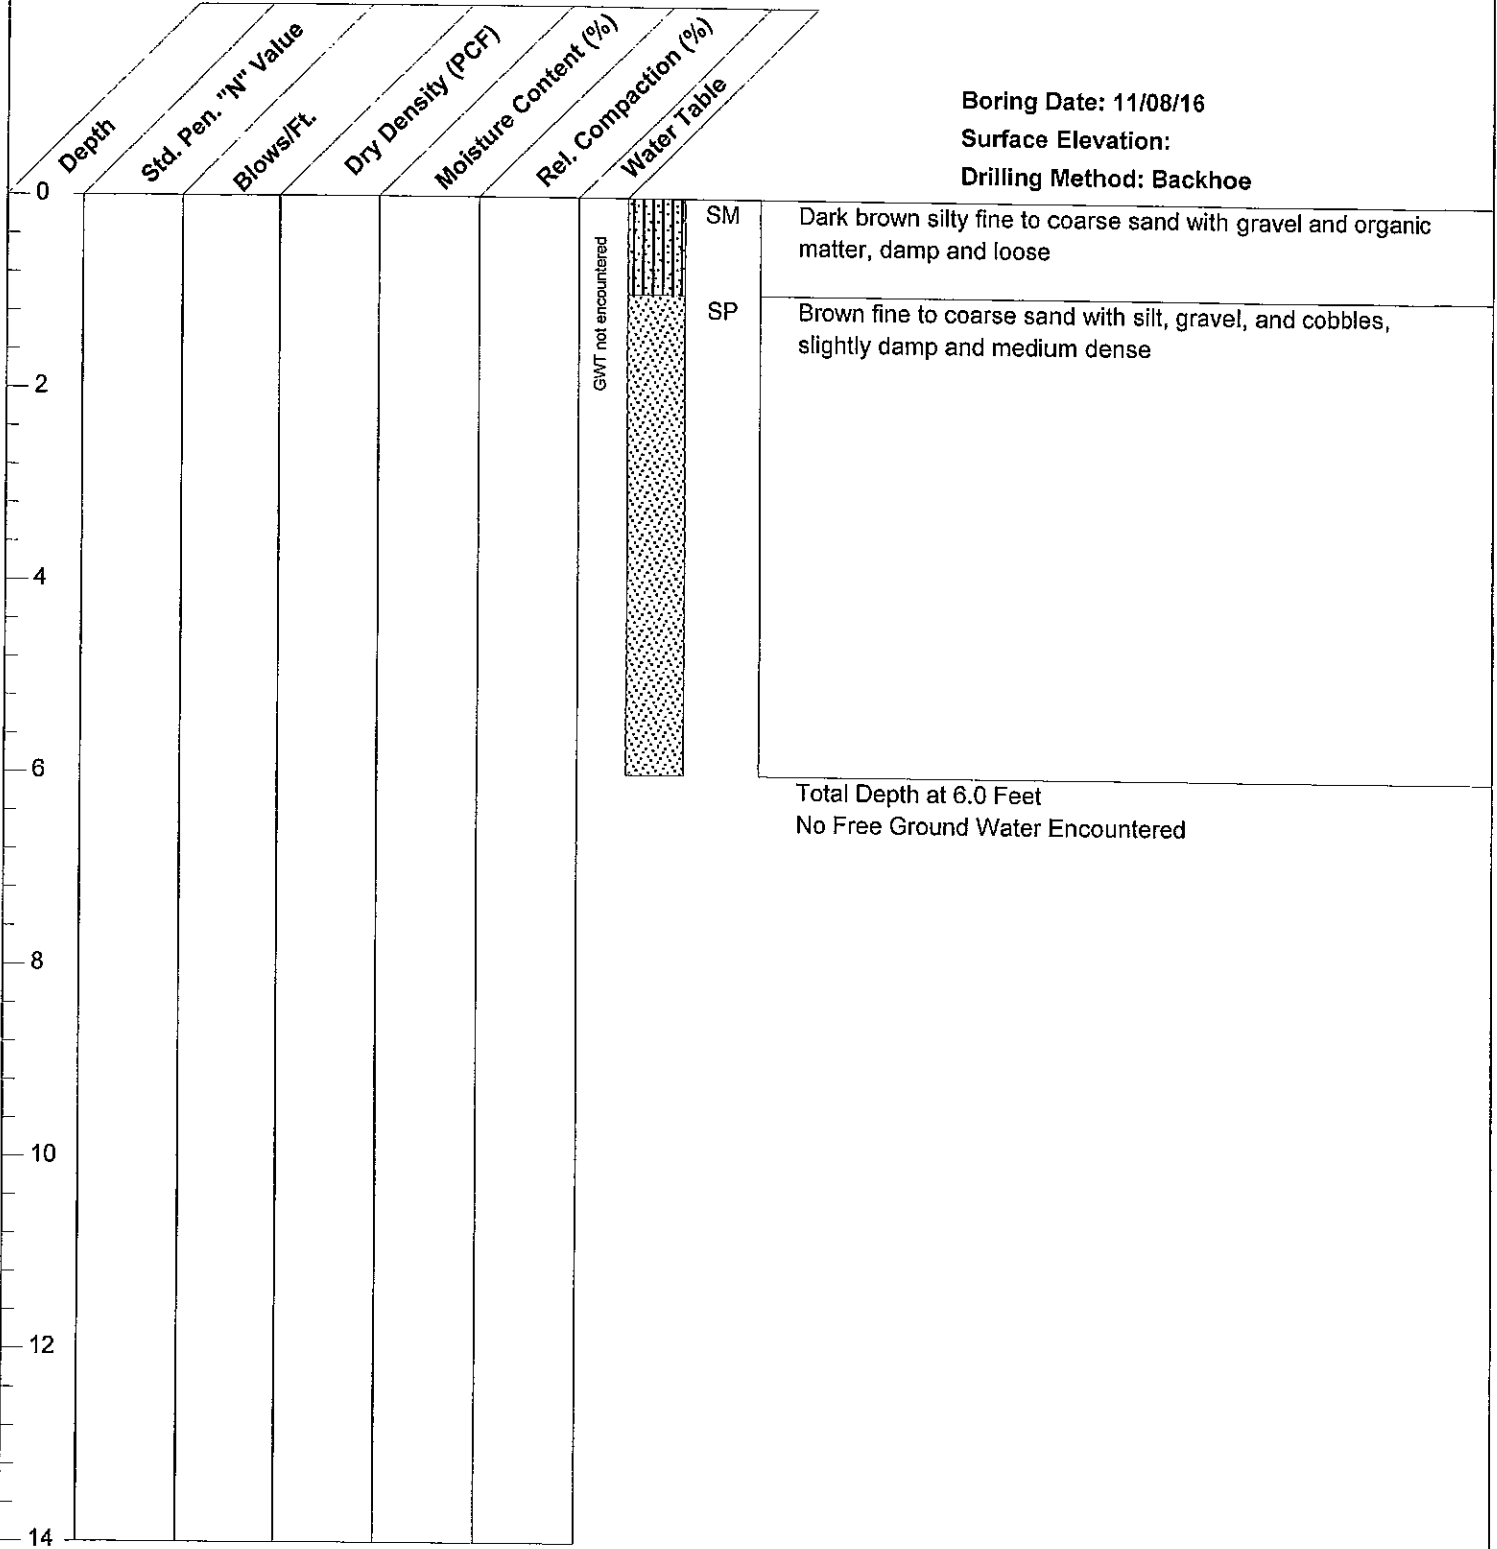 Depth
Std. Pen. "N" Value
Blows/Ft.
Dry Density (PCF)
Moisture Content (%)
Rel. Compaction (%)
Water Table
Boring Date: 11/08/16
Surface Elevation:
Drilling Method: Backhoe
0
GWT not encountered
SM
Dark brown silty fine to coarse sand with gravel and organic
matter, damp and loose
SP
Brown fine to coarse sand with silt, gravel, and cobbles,
slightly damp and medium dense
2
4
6
Total Depth at 6.0 Feet
No Free Ground Water Encountered
8
10
12
14